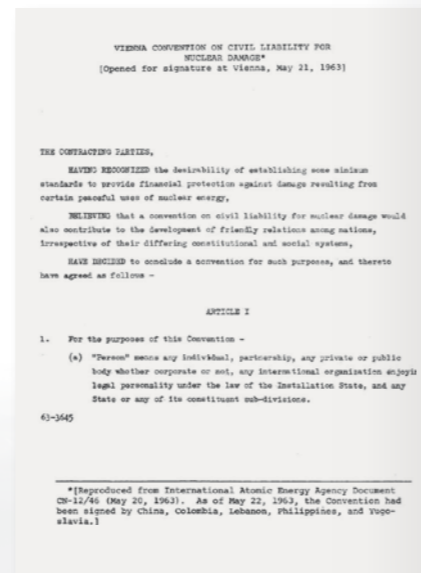 VIENNA CONVENTION ON CIVIL LIABILITY FOR
NUCLEAR DAMAGE*
[Opened for signature at Vienna, May 21, 1963]
THE CONTRACTING PARTIES,
HAVING RECOGNIZED the desirability of establishing some minimum
standards to provide financial protection against damage resulting from
certain peaceful uses of nuclear energy,
BELIEVING that a convention on civil liability for nuclear damage would
also contribute to the development of friendly relations among nations,
irrespective of their differing constitutional and social systems,
HAVE DECIDED to conclude a convention for such purposes, and thereto
have agreed as follows -
ARTICLE I
1. For the purposes of this Convention -
(a) "Person" means any individual, partnership, any private or public
body whether corporate or not, any international organization enjoyi
legal personality under the law of the Installation State, and any
State or any of its constituent sub-divisions.
63-3645
*[Reproduced from International Atomic Energy Agency Document
CN-12/46 (May 20, 1963). As of May 22, 1963, the Convention had
been signed by China, Colombia, Lebanon, Philippines, and Yugo-
slavia.]